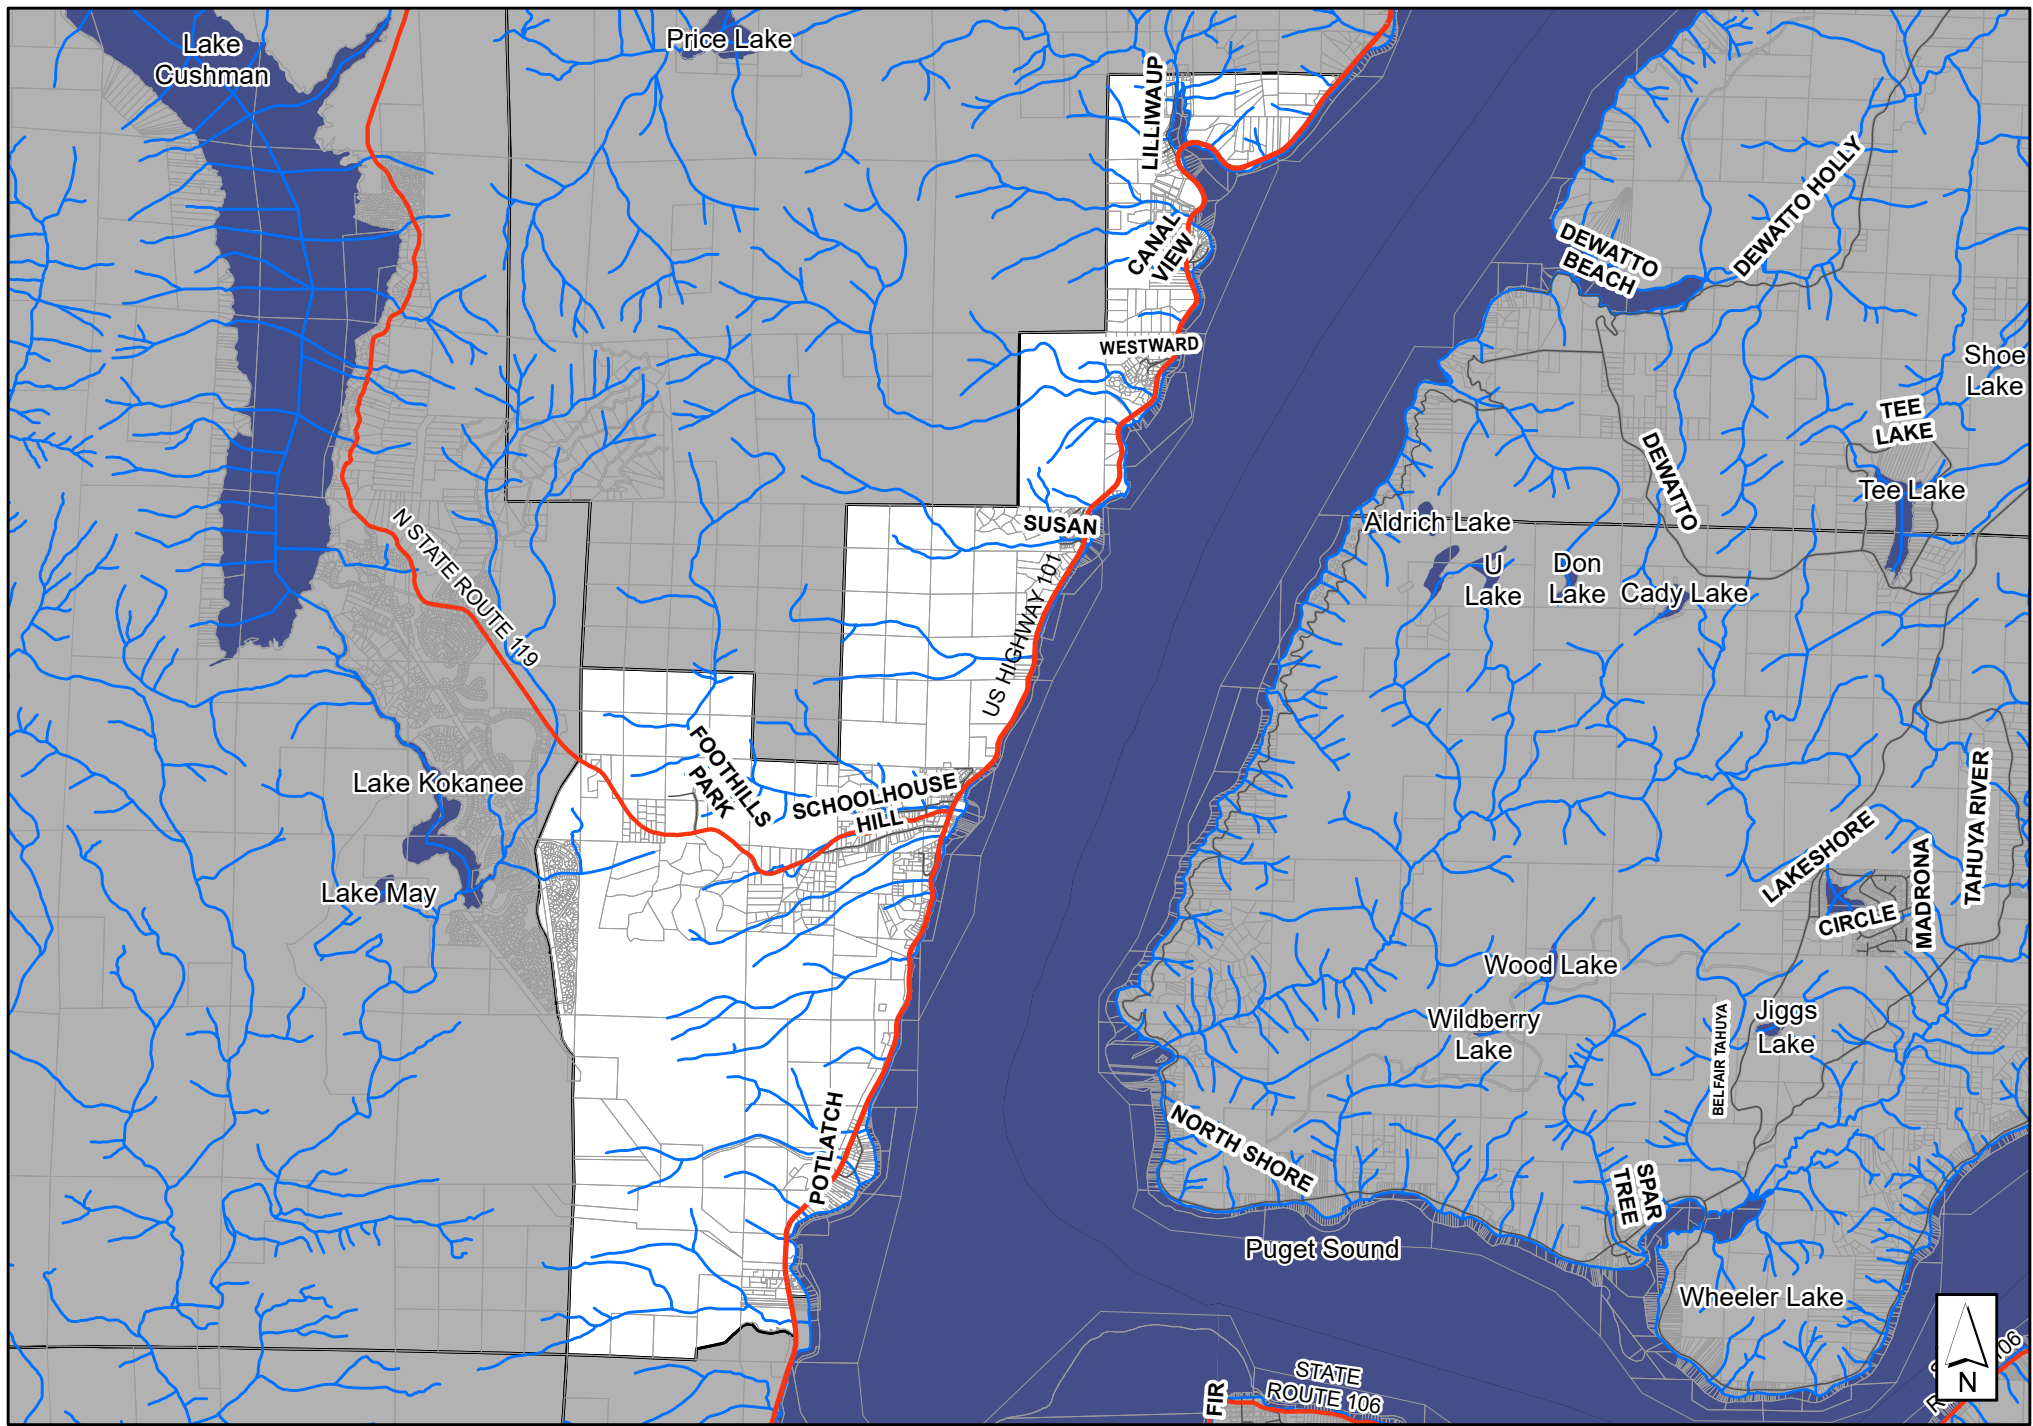 Lake
Cushman
Price Lake
LILLIWAUP
CANAL
VIEW
WESTWARD
DEWATTO
BEACH
DEWATTO HOLLY
Shoe
Lake
TEE
LAKE
Tee Lake
DEWATTO
Aldrich Lake
U
Lake
Don
Lake
Cady Lake
SUSAN
US HIGHWAY 101
N STATE ROUTE 119
FOOTHILLS
PARK
SCHOOLHOUSE
HILL
Lake Kokanee
Lake May
LAKESHORE
CIRCLE
MADRONA
TAHUYA RIVER
Wood Lake
Wildberry
Lake
BELFAIR TAHUYA
Jiggs
Lake
POTLATCH
NORTH SHORE
SPAR
TREE
Puget Sound
Wheeler Lake
STATE
ROUTE 106
FIR
N
106